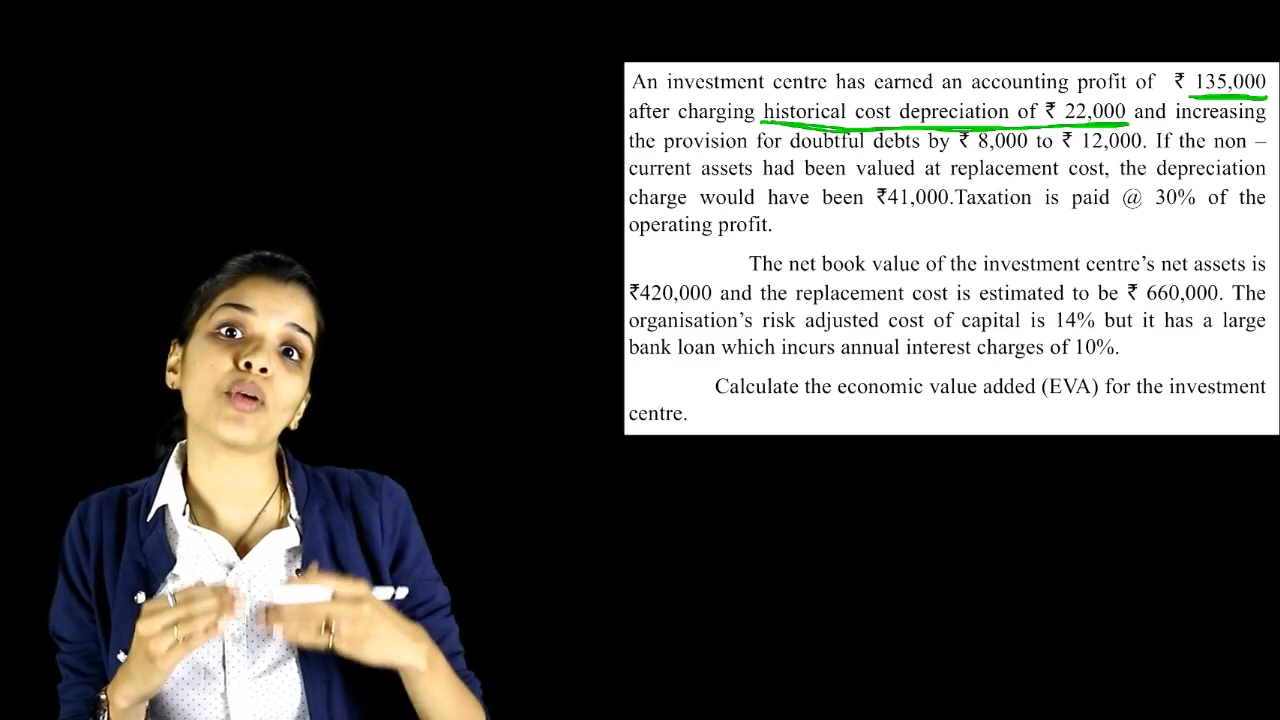 An investment centre has earned an accounting profit of ₹ 135,000
after charging historical cost depreciation of ₹ 22,000 and increasing
the provision for doubtful debts by ₹ 8,000 to ₹ 12,000. If the non –
current assets had been valued at replacement cost, the depreciation
charge would have been ₹41,000.Taxation is paid @ 30% of the
operating profit.
The net book value of the investment centre's net assets is
₹420,000 and the replacement cost is estimated to be ₹ 660,000. The
organisation's risk adjusted cost of capital is 14% but it has a large
bank loan which incurs annual interest charges of 10%.
Calculate the economic value added (EVA) for the investment
centre.